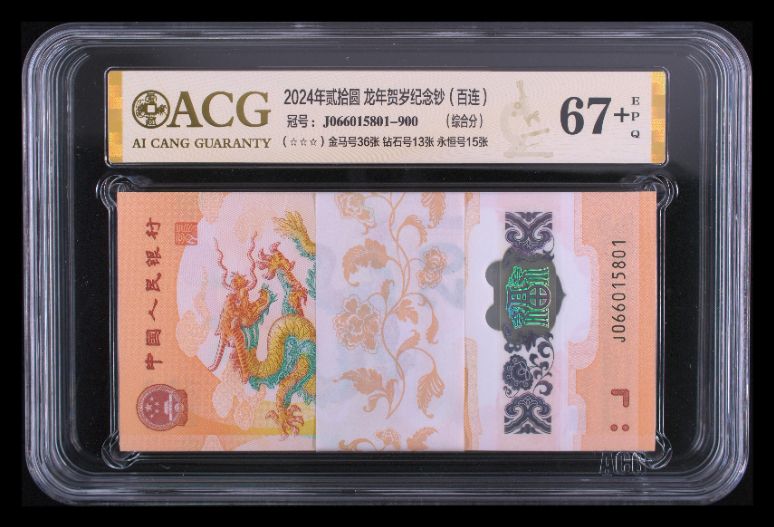 ACG
AI CANG GUARANTY
2024年贰拾圆 龙年贺岁纪念钞（百连）
冠号：J066015801-900 （综合分）
（☆☆☆）金马号36张 钻石号13张 永恒号15张
67+
EPQ
中国人民银行
J066015801
ACG